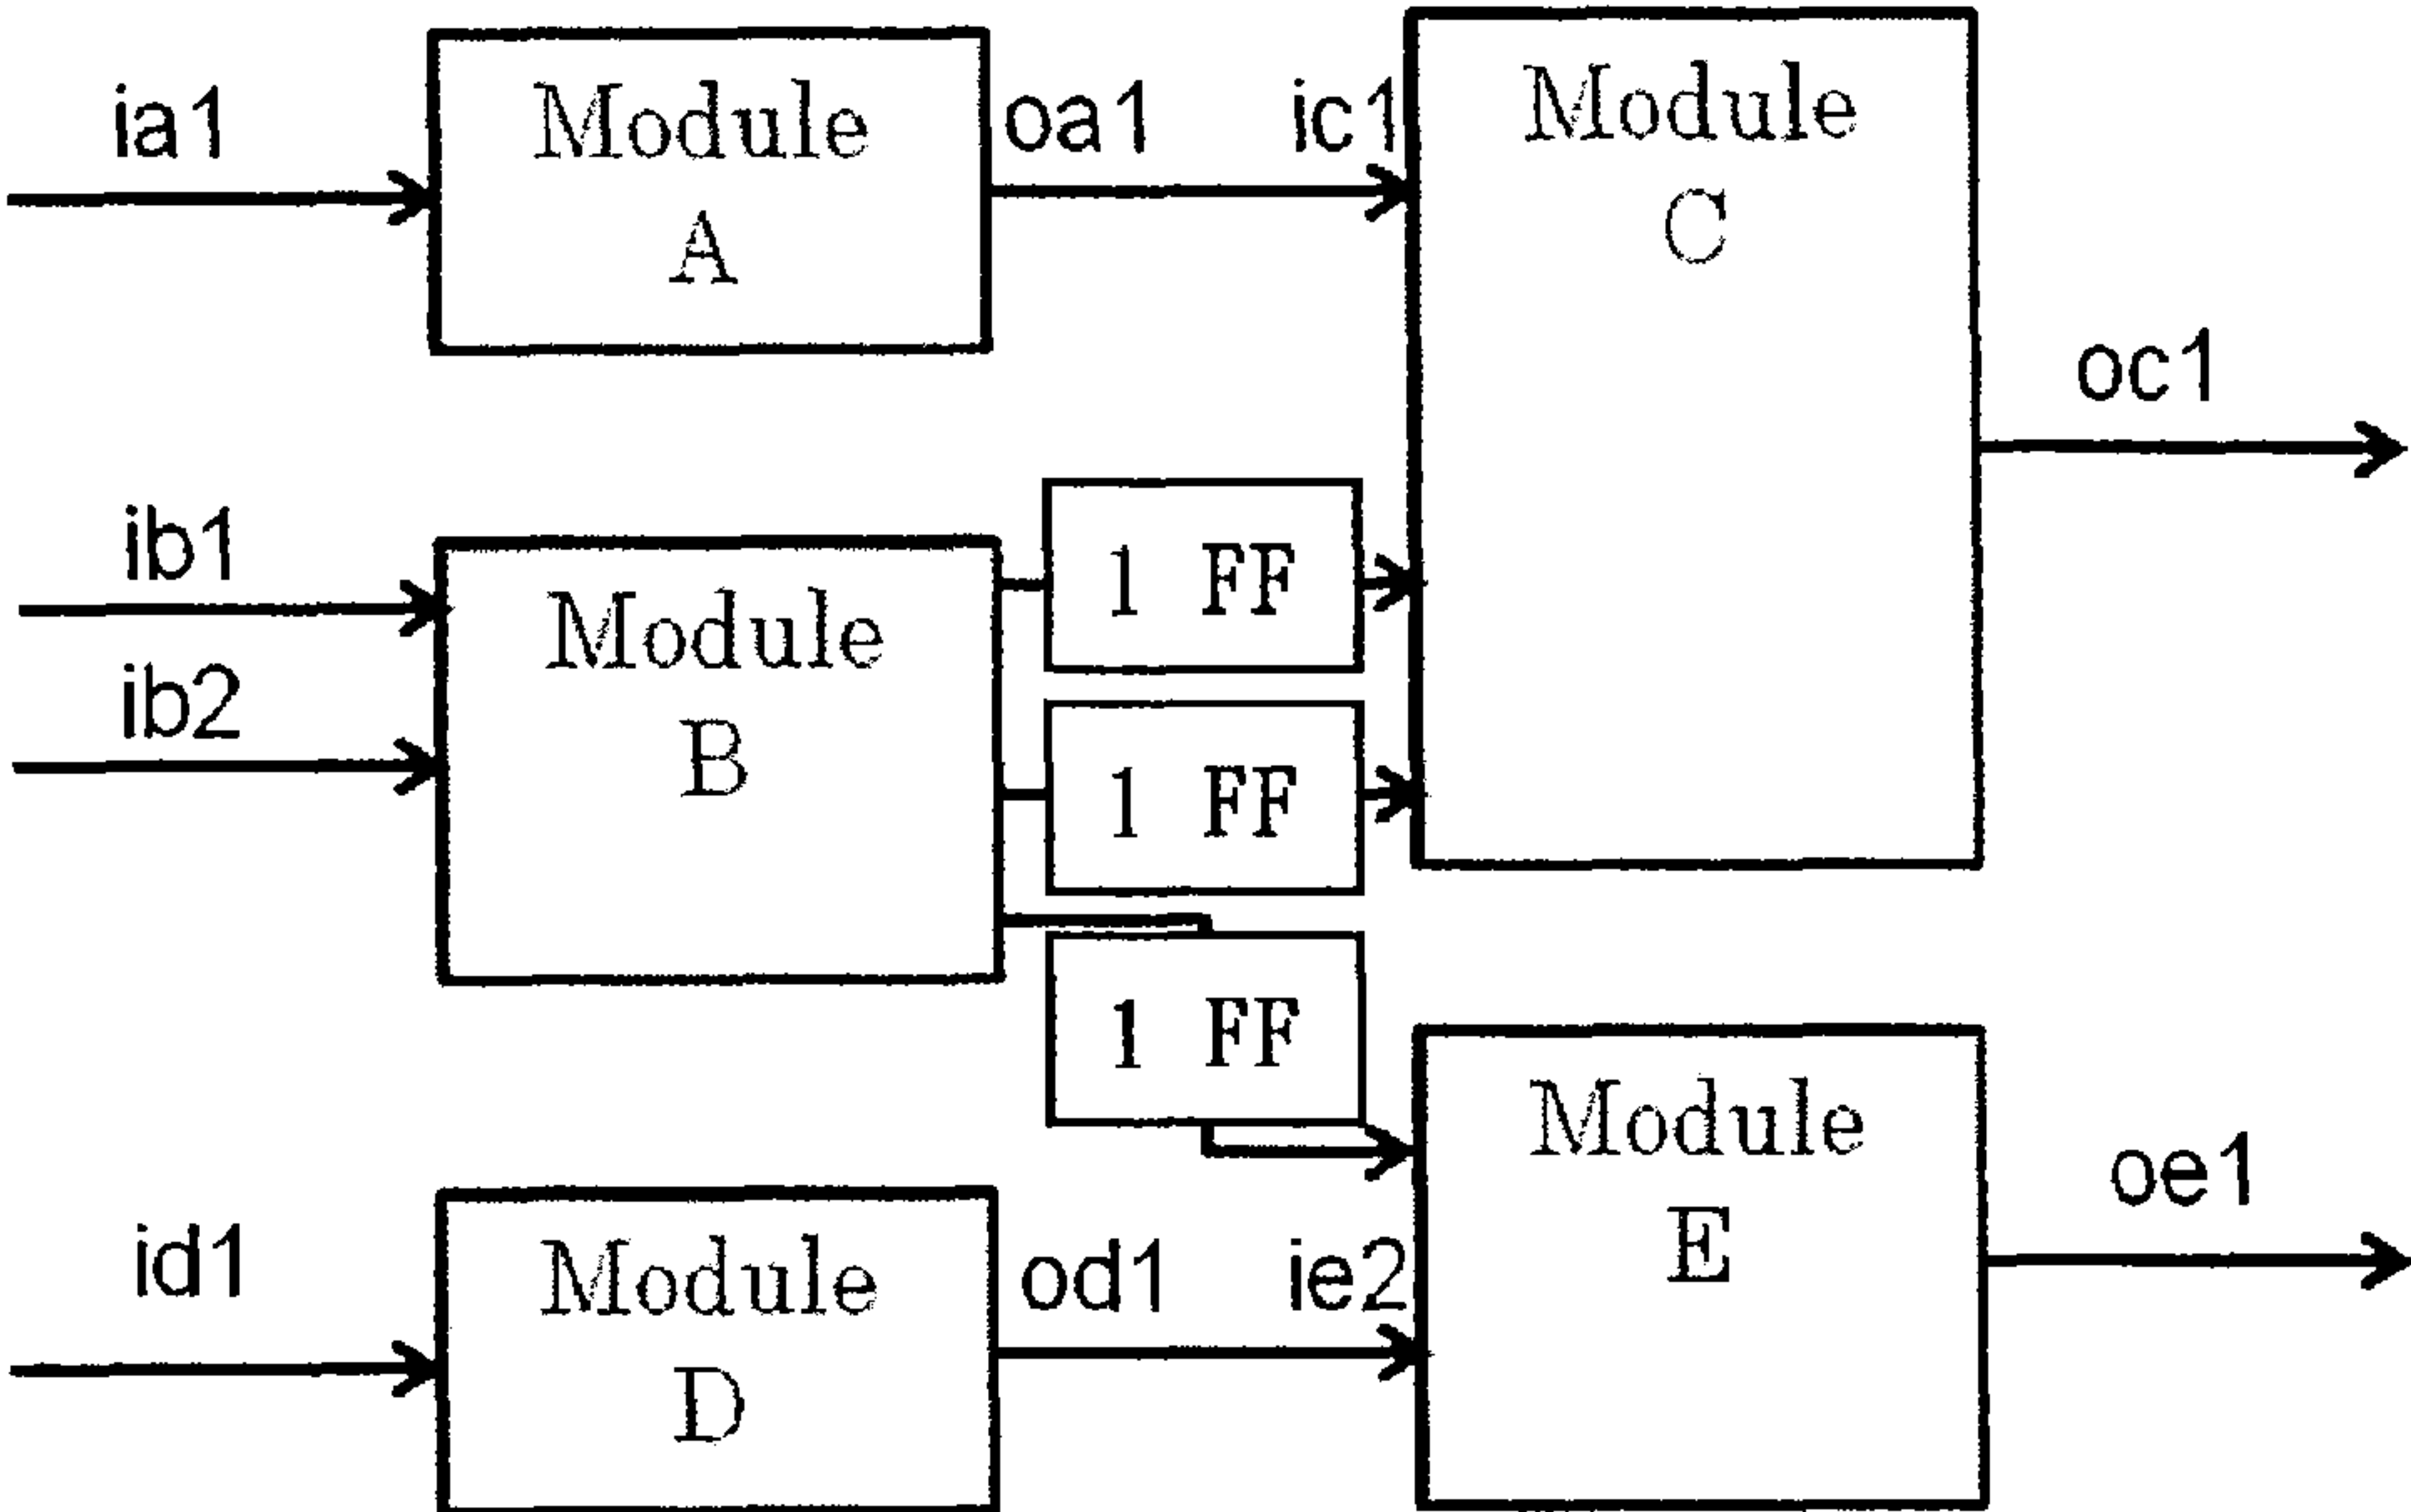 ia1
Module
A
oa1
ic1
Module
C
oc1
ib1
ib2
Module
B
1 FF
1 FF
1 FF
id1
Module
D
od1
ie2
Module
E
oe1